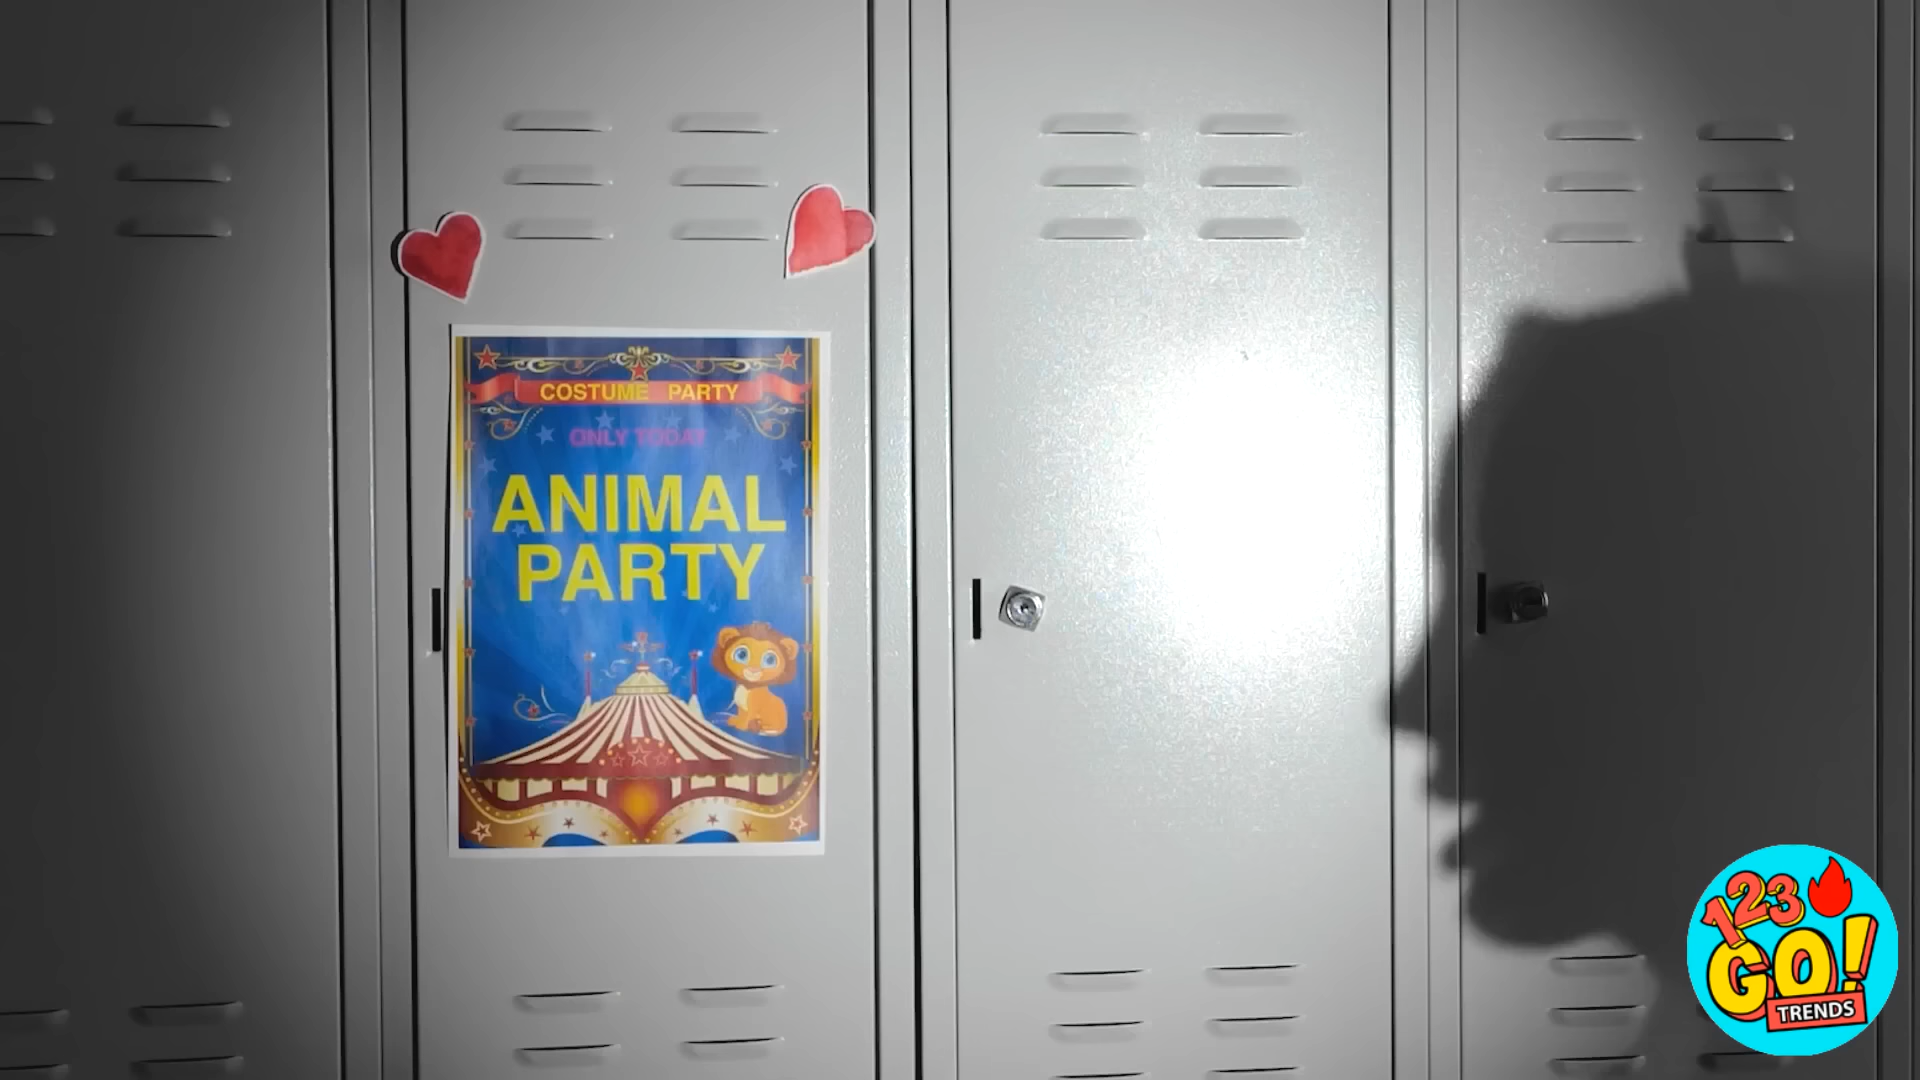 COSTUME PARTY
ONLY TODAY
ANIMAL
PARTY
123
GO!
TRENDS